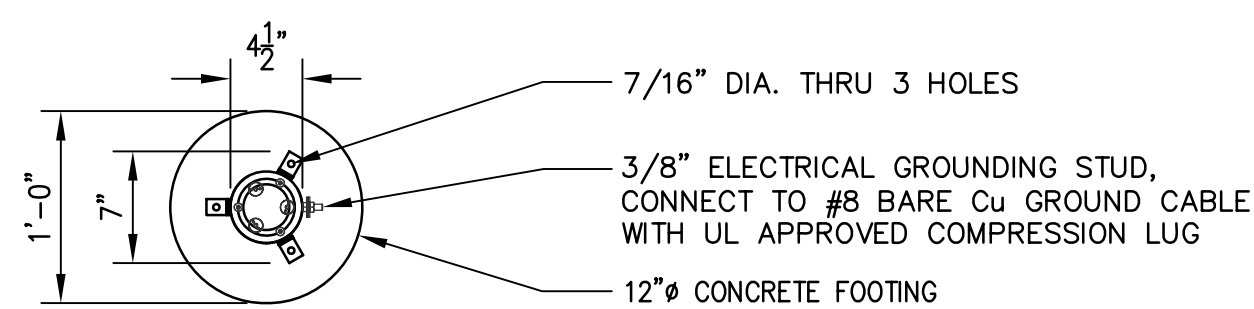 4 1/2"
7/16" DIA. THRU 3 HOLES
3/8" ELECTRICAL GROUNDING STUD,
CONNECT TO #8 BARE Cu GROUND CABLE
WITH UL APPROVED COMPRESSION LUG
1'-0"
7"
12"ø CONCRETE FOOTING